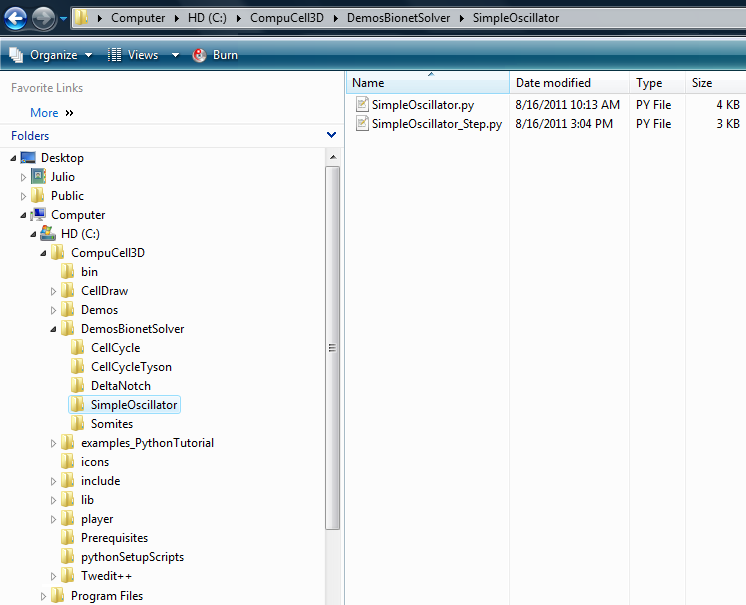 Computer HD (C:) CompuCell3D DemosBionetSolver SimpleOscillator
Organize Views Burn
Favorite Links
More »
Folders
Desktop
Julio
Public
Computer
HD (C:)
CompuCell3D
bin
CellDraw
Demos
DemosBionetSolver
CellCycle
CellCycleTyson
DeltaNotch
SimpleOscillator
Somites
examples_PythonTutorial
icons
include
lib
player
Prerequisites
pythonSetupScripts
Twedit++
Program Files
Name Date modified Type Size
SimpleOscillator.py 8/16/2011 10:13 AM PY File 4 KB
SimpleOscillator_Step.py 8/16/2011 3:04 PM PY File 3 KB